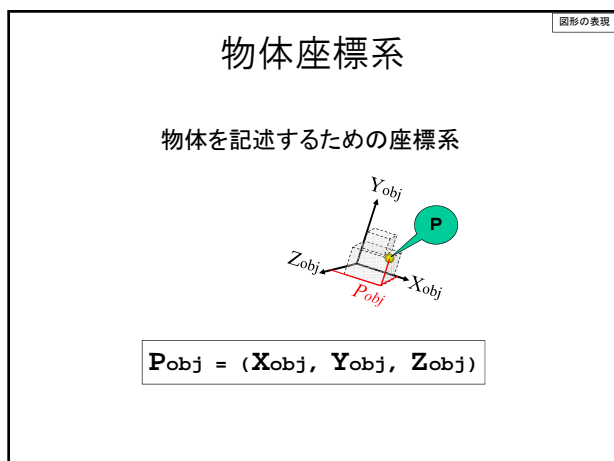 図形の表現
物体座標系
物体を記述するための座標系
Yobj
P
Zobj
Xobj
Pobj
Pobj = (Xobj, Yobj, Zobj)